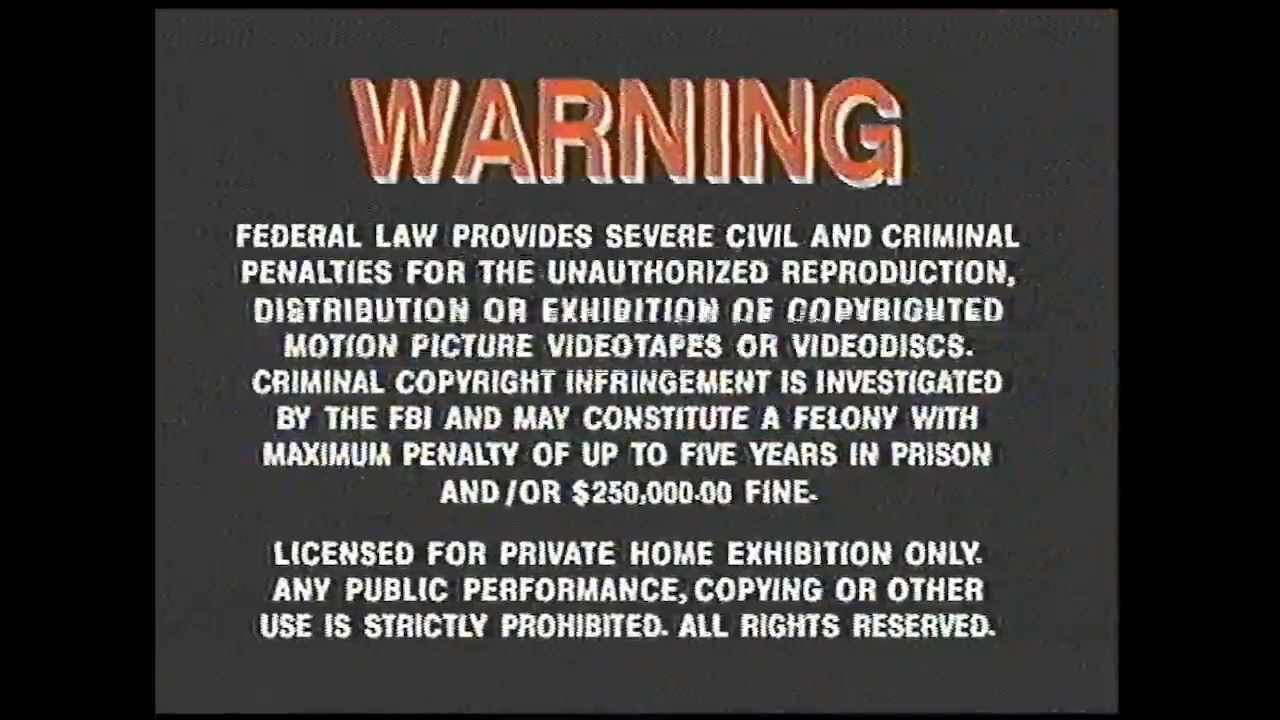 WARNING
FEDERAL LAW PROVIDES SEVERE CIVIL AND CRIMINAL
PENALTIES FOR THE UNAUTHORIZED REPRODUCTION,
DISTRIBUTION OR EXHIBITION OF COPYRIGHTED
MOTION PICTURE VIDEOTAPES OR VIDEODISCS.
CRIMINAL COPYRIGHT INFRINGEMENT IS INVESTIGATED
BY THE FBI AND MAY CONSTITUTE A FELONY WITH
MAXIMUM PENALTY OF UP TO FIVE YEARS IN PRISON
AND/OR $250,000.00 FINE.
LICENSED FOR PRIVATE HOME EXHIBITION ONLY.
ANY PUBLIC PERFORMANCE, COPYING OR OTHER
USE IS STRICTLY PROHIBITED. ALL RIGHTS RESERVED.